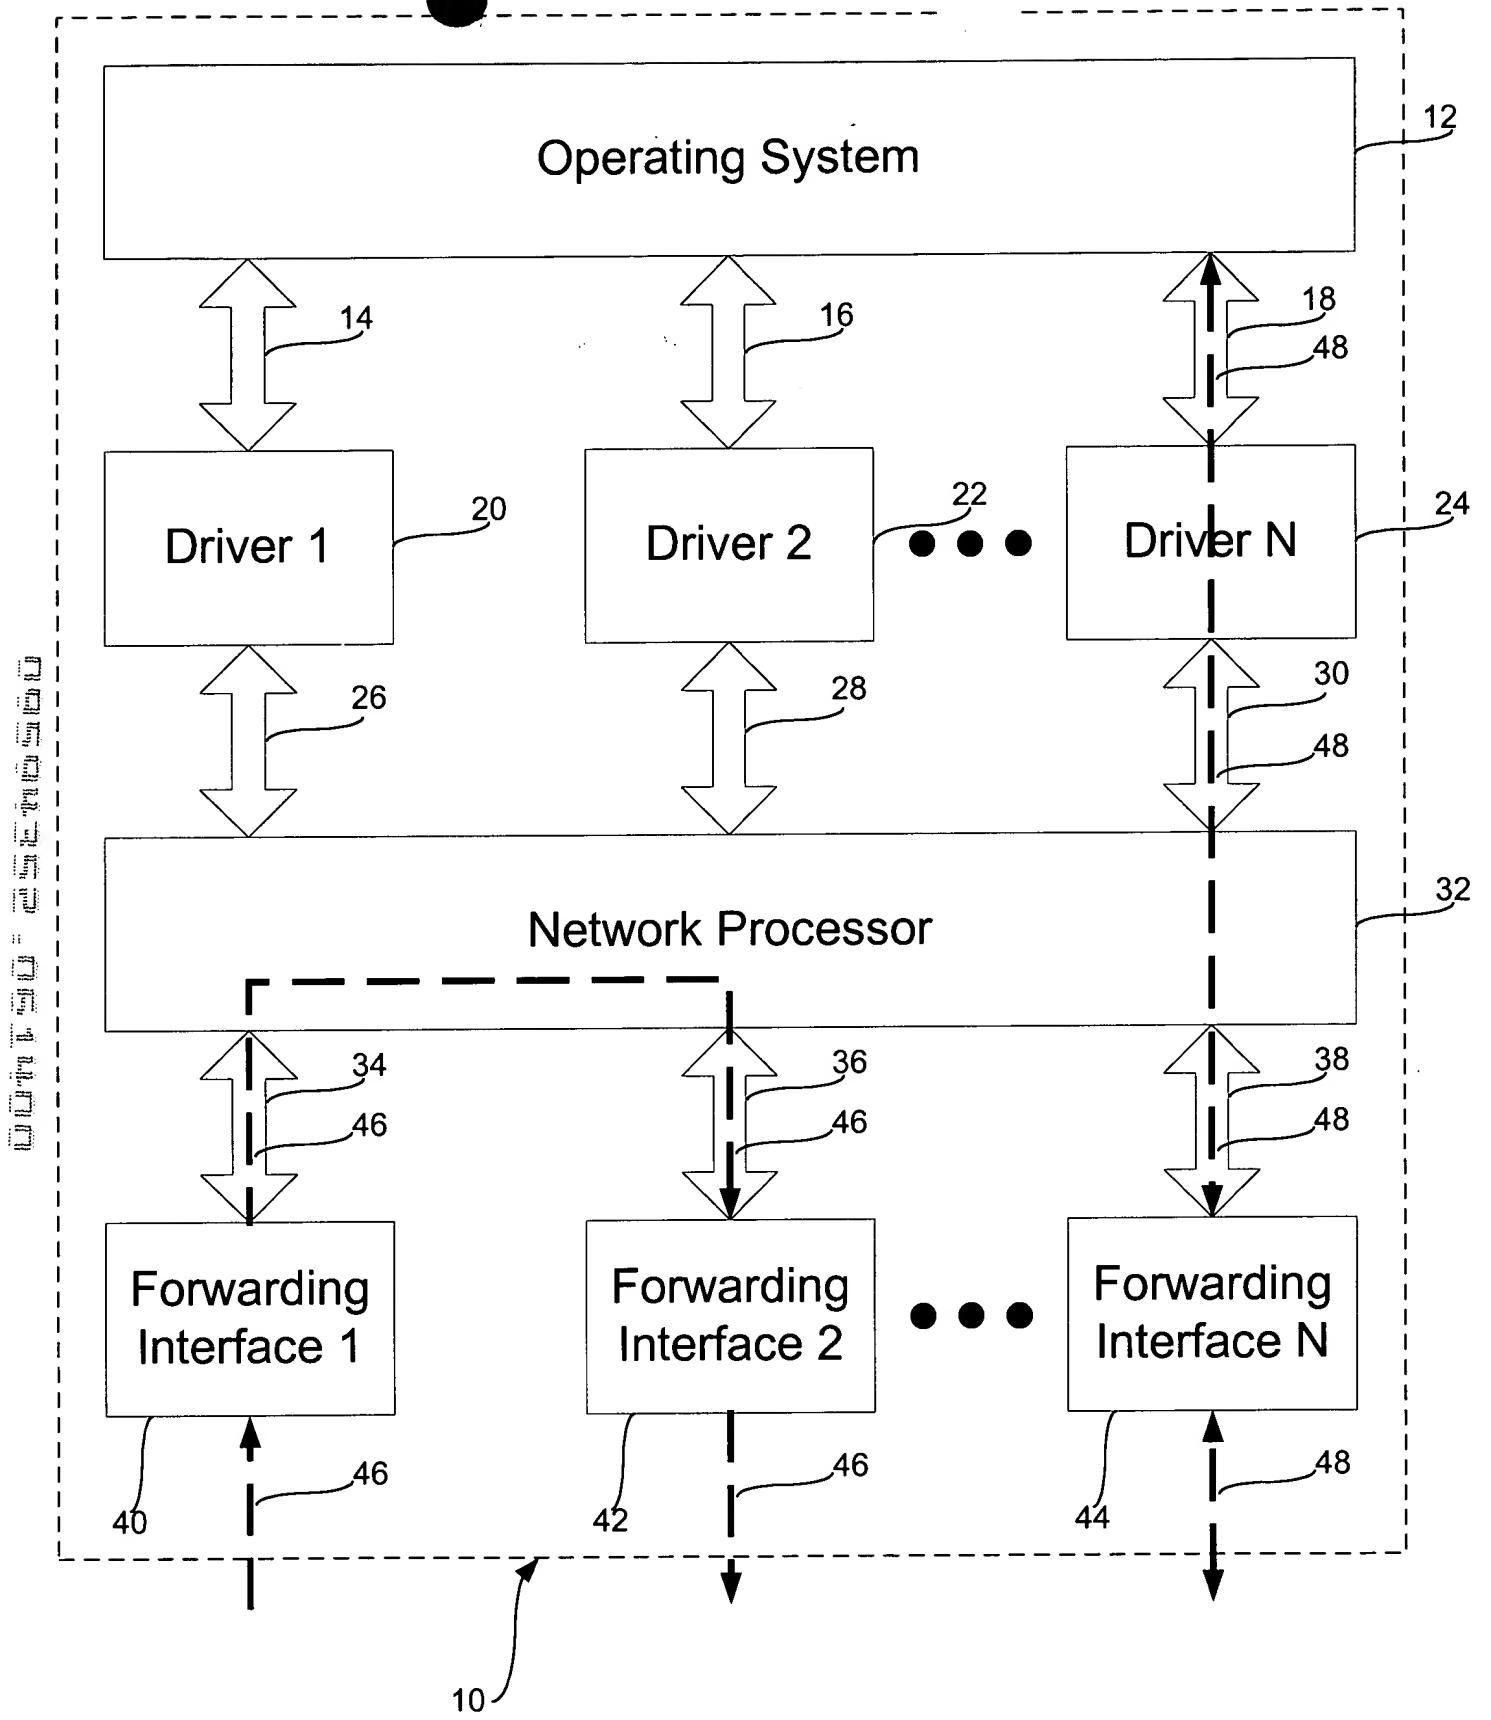 Operating System
12
14
16
18
48
Driver 1
20
Driver 2
22
Driver N
24
26
28
30
48
Network Processor
32
34
46
36
46
38
48
Forwarding
Interface 1
Forwarding
Interface 2
Forwarding
Interface N
40
46
42
46
44
48
10